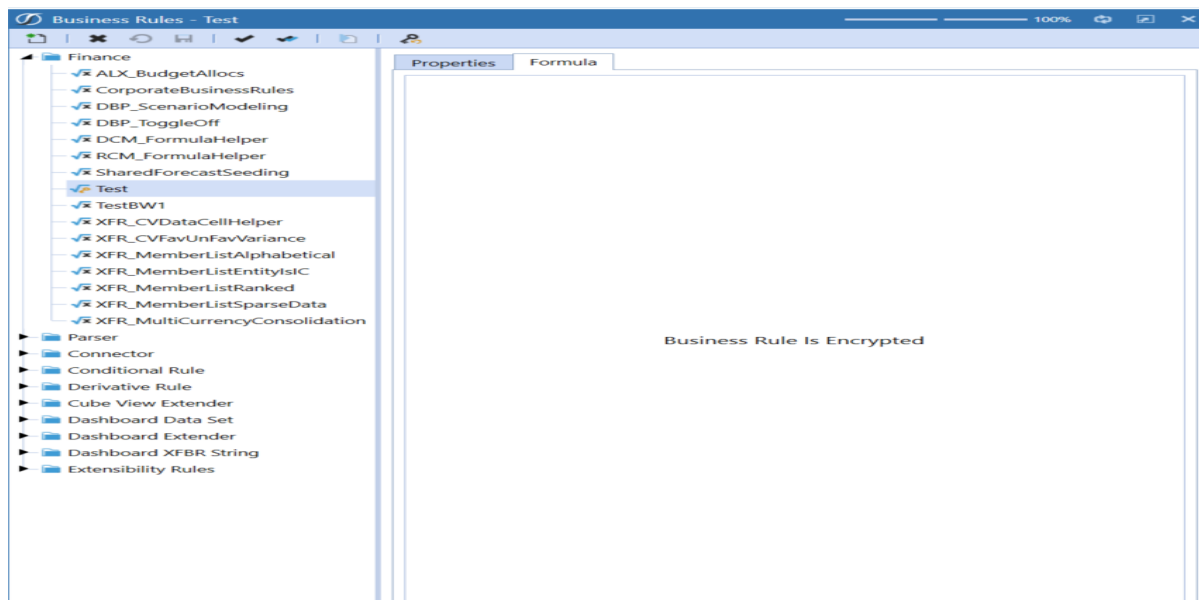 Business Rules - Test
100%
Finance
ALX_BudgetAllocs
CorporateBusinessRules
DBP_ScenarioModeling
DBP_ToggleOff
DCM_FormulaHelper
RCM_FormulaHelper
SharedForecastSeeding
Test
TestBW1
XFR_CVDataCellHelper
XFR_CVFavUnFavVariance
XFR_MemberListAlphabetical
XFR_MemberListEntityIsIC
XFR_MemberListRanked
XFR_MemberListSparseData
XFR_MultiCurrencyConsolidation
Parser
Connector
Conditional Rule
Derivative Rule
Cube View Extender
Dashboard Data Set
Dashboard Extender
Dashboard XFBR String
Extensibility Rules
Properties
Formula
Business Rule Is Encrypted